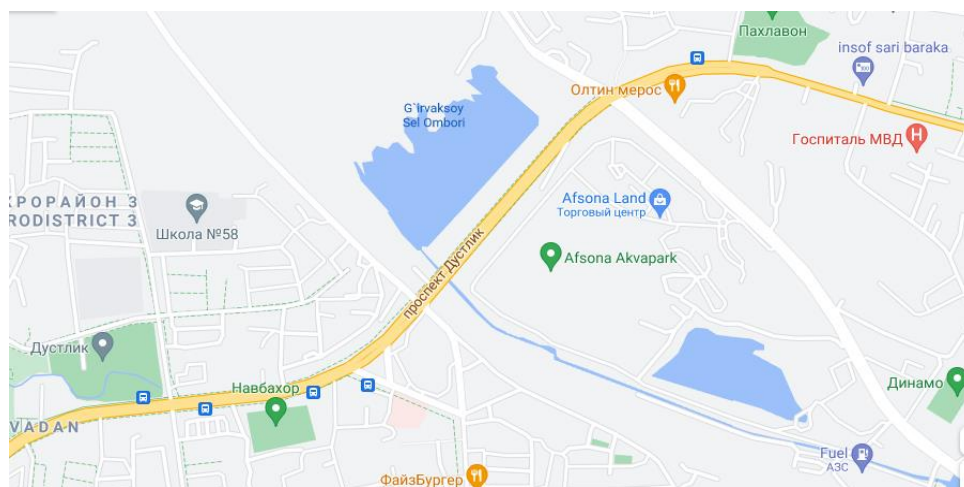 Пахлавон
insof sari baraka
Олтин мерос
G`irvaksoy
Sel Ombori
Госпиталь МВД
КРОРАЙОН 3
RODISTRICT 3
Школа №58
Afsona Land
Торговый центр
Afsona Akvapark
проспект Дустлик
Дустлик
Навбахор
Динамо
VADAN
Fuel
АЗС
ФайзБургер